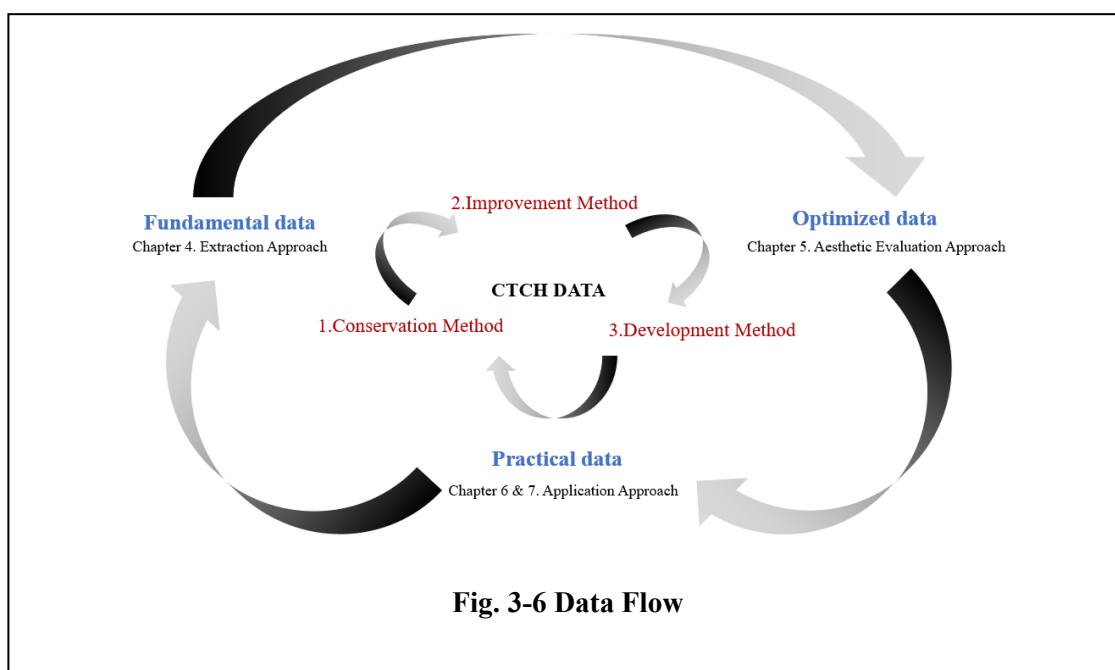 2.Improvement Method
Fundamental data
Chapter 4. Extraction Approach
Optimized data
Chapter 5. Aesthetic Evaluation Approach
CTCH DATA
1.Conservation Method
3.Development Method
Practical data
Chapter 6 & 7. Application Approach
Fig. 3-6 Data Flow